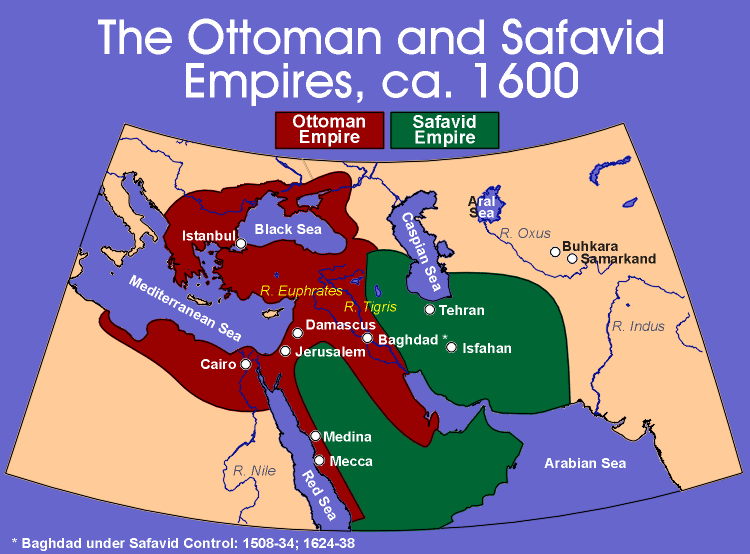 The Ottoman and Safavid
Empires, ca. 1600
Ottoman
Empire
Safavid
Empire
Aral
Sea
R. Oxus
Buhkara
Samarkand
Caspian Sea
Black Sea
Istanbul
R. Euphrates
R. Tigris
Mediterranean Sea
Tehran
R. Indus
Damascus
Baghdad *
Isfahan
Jerusalem
Cairo
Medina
Mecca
R. Nile
Red Sea
Arabian Sea
* Baghdad under Safavid Control: 1508-34; 1624-38